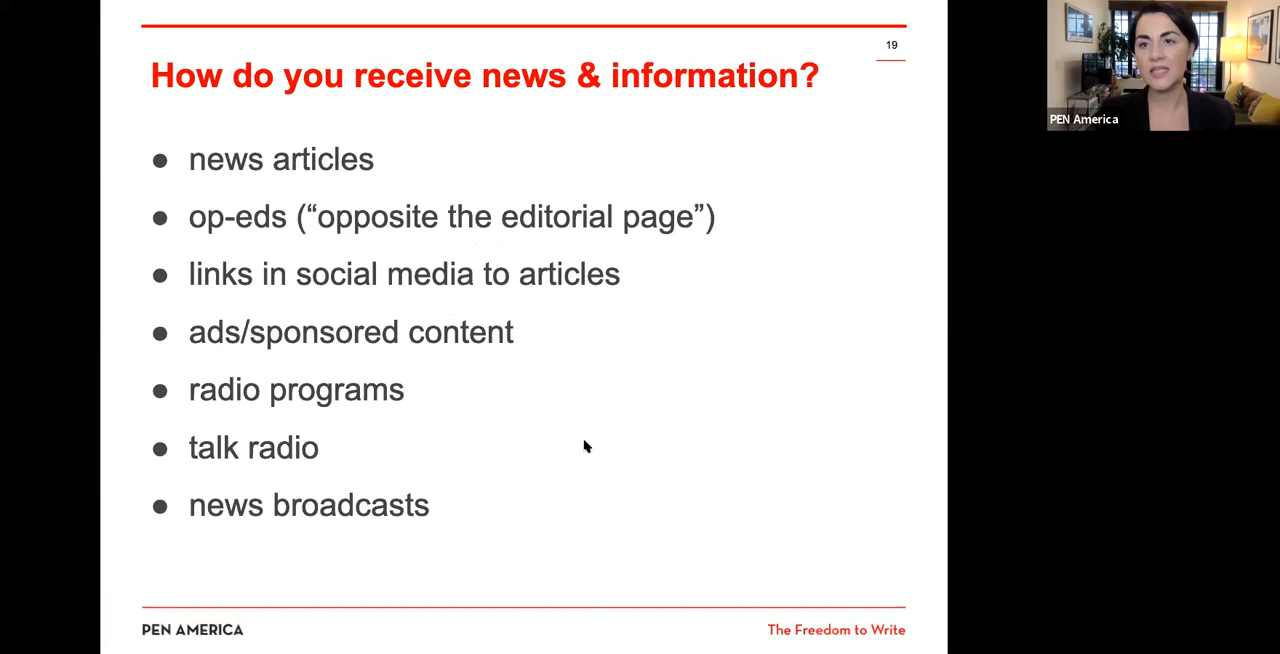 19
How do you receive news & information?
● news articles
● op-eds (“opposite the editorial page”)
● links in social media to articles
● ads/sponsored content
● radio programs
● talk radio
● news broadcasts
PEN AMERICA
The Freedom to Write
PEN America